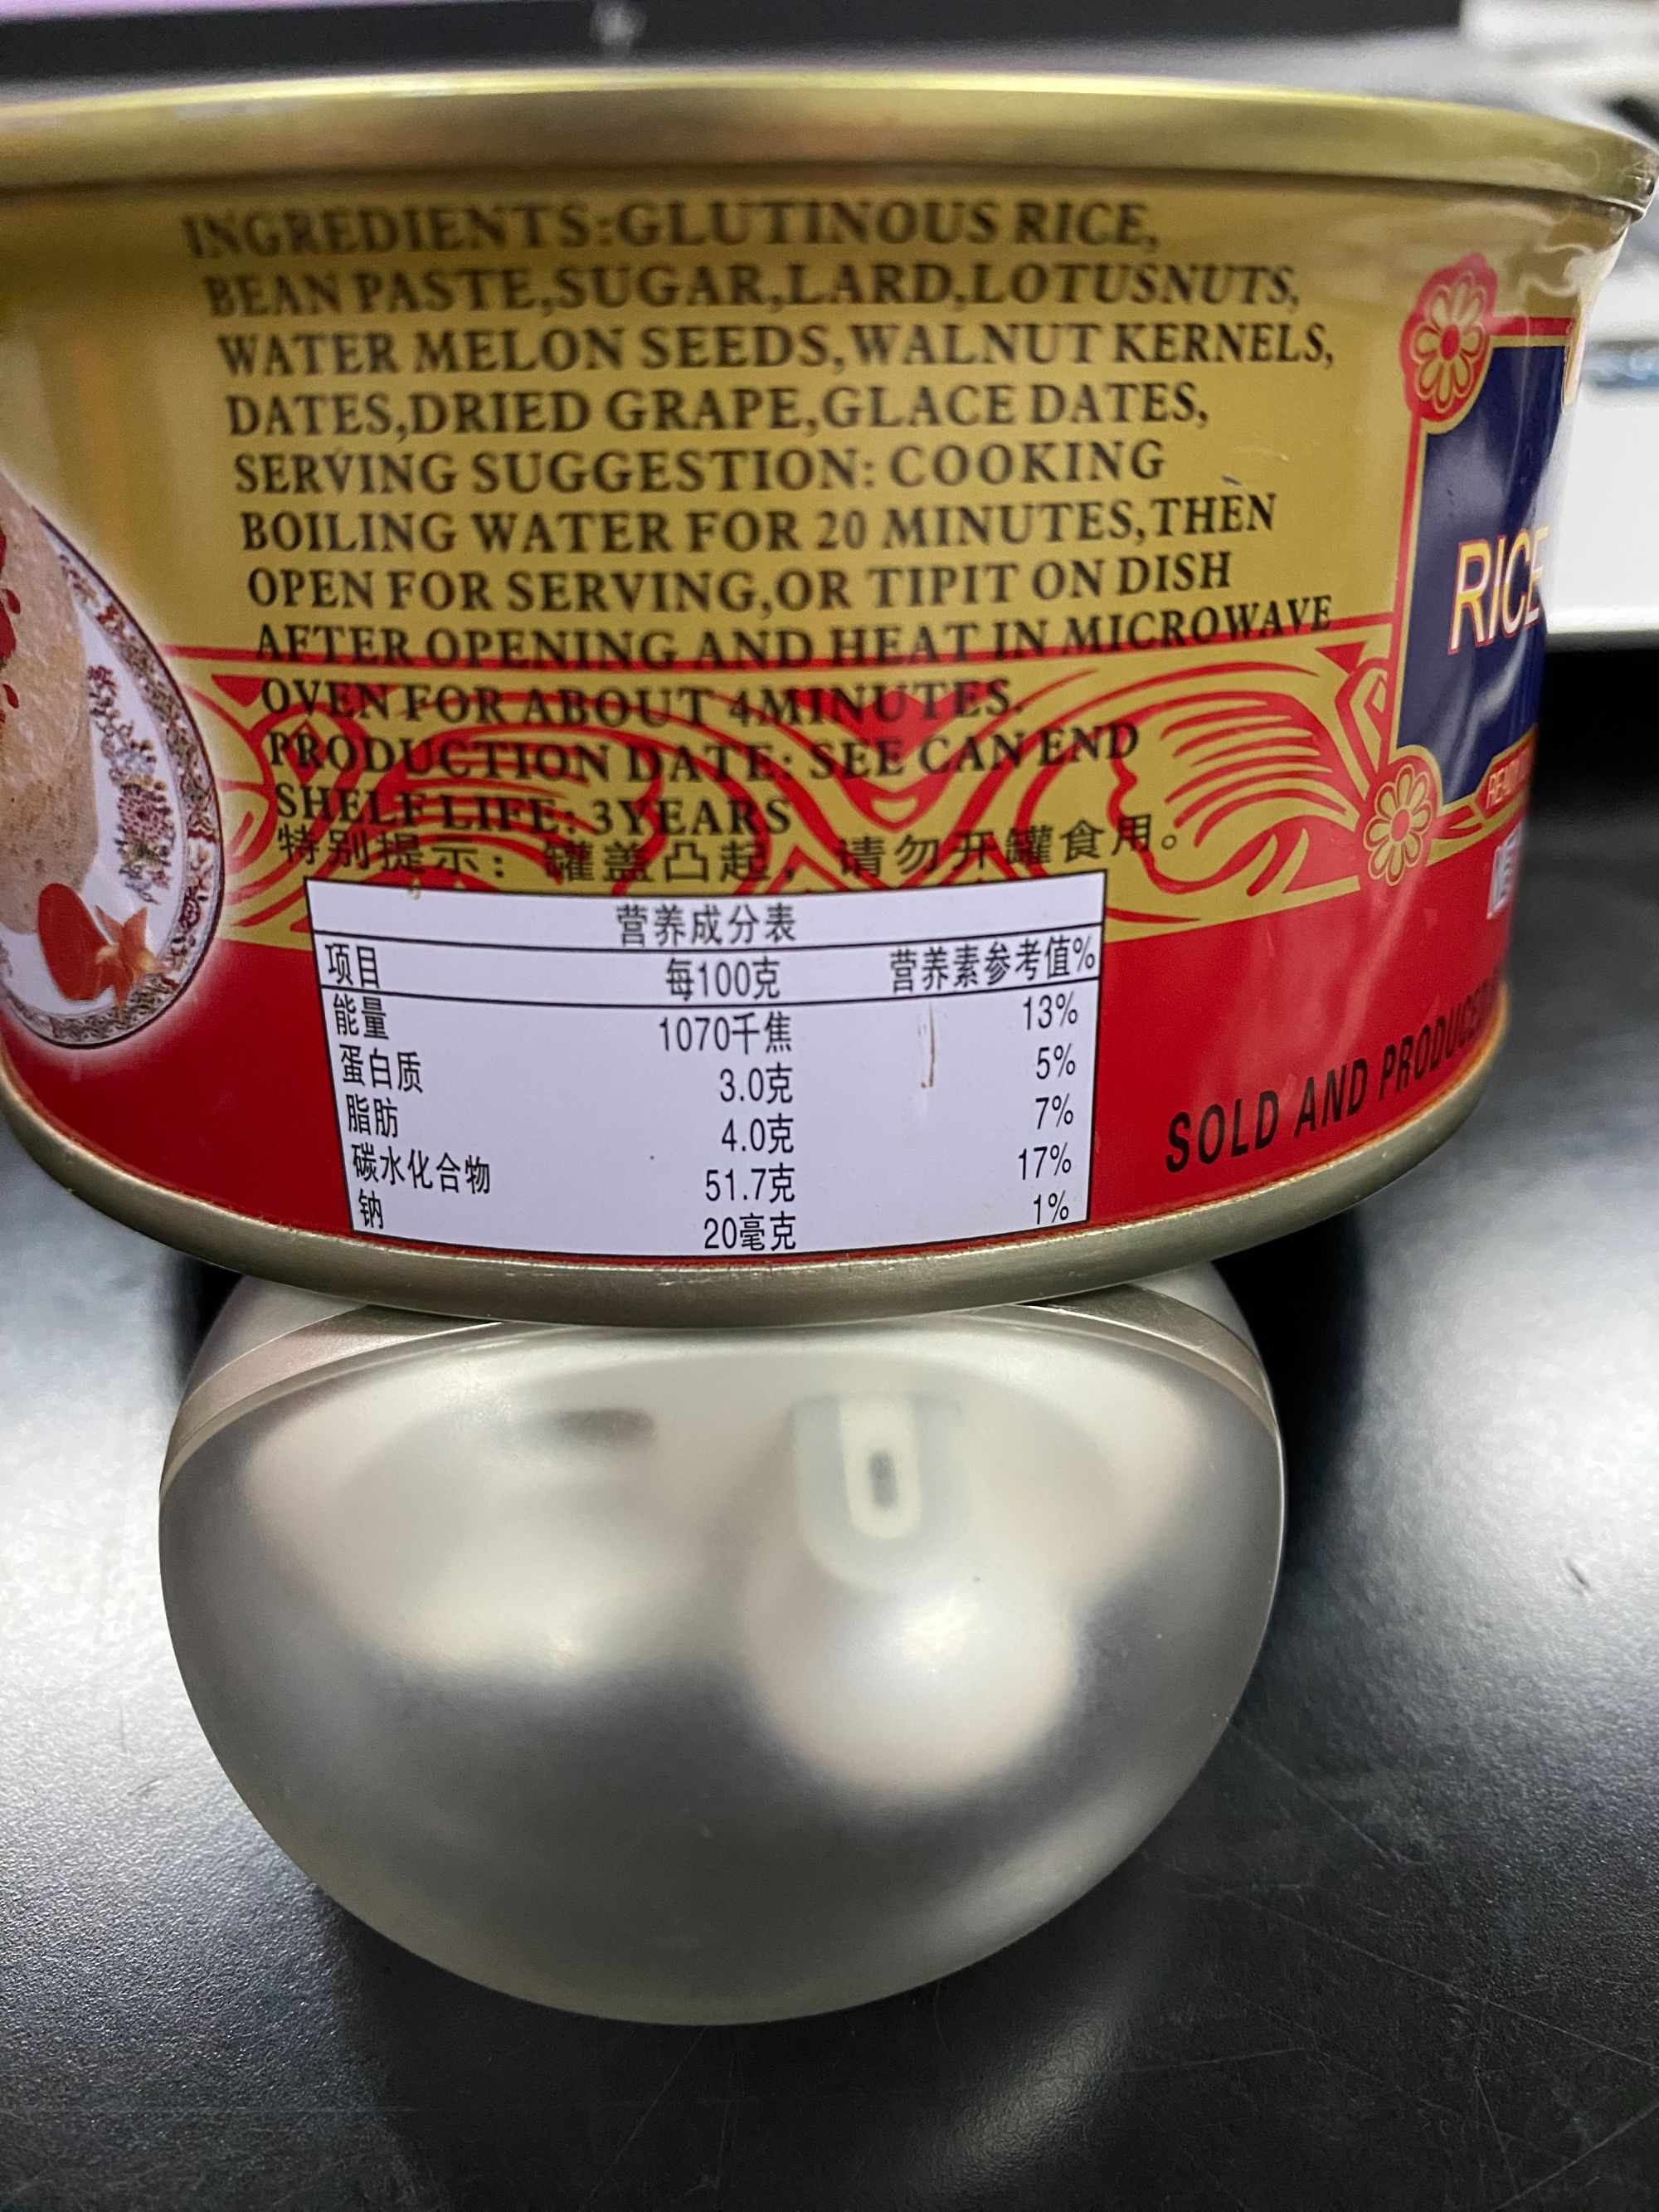 INGREDIENTS:GLUTINOUS RICE,
BEAN PASTE,SUGAR,LARD,LOTUSNUTS,
WATER MELON SEEDS,WALNUT KERNELS,
DATES,DRIED GRAPE,GLACE DATES,
SERVING SUGGESTION: COOKING
BOILING WATER FOR 20 MINUTES,THEN
OPEN FOR SERVING,OR TIPIT ON DISH
AFTER OPENING AND HEAT IN MICROWAVE
OVEN FOR ABOUT 4MINUTES.
PRODUCTION DATE: SEE CAN END
SHELF LIFE: 3YEARS
特别提示：罐盖凸起，请勿开罐食用。
营养成分表
项目 每100克 营养素参考值%
能量 1070千焦 13%
蛋白质 3.0克 5%
脂肪 4.0克 7%
碳水化合物 51.7克 17%
钠 20毫克 1%
RICE
SOLD AND PRODUCED